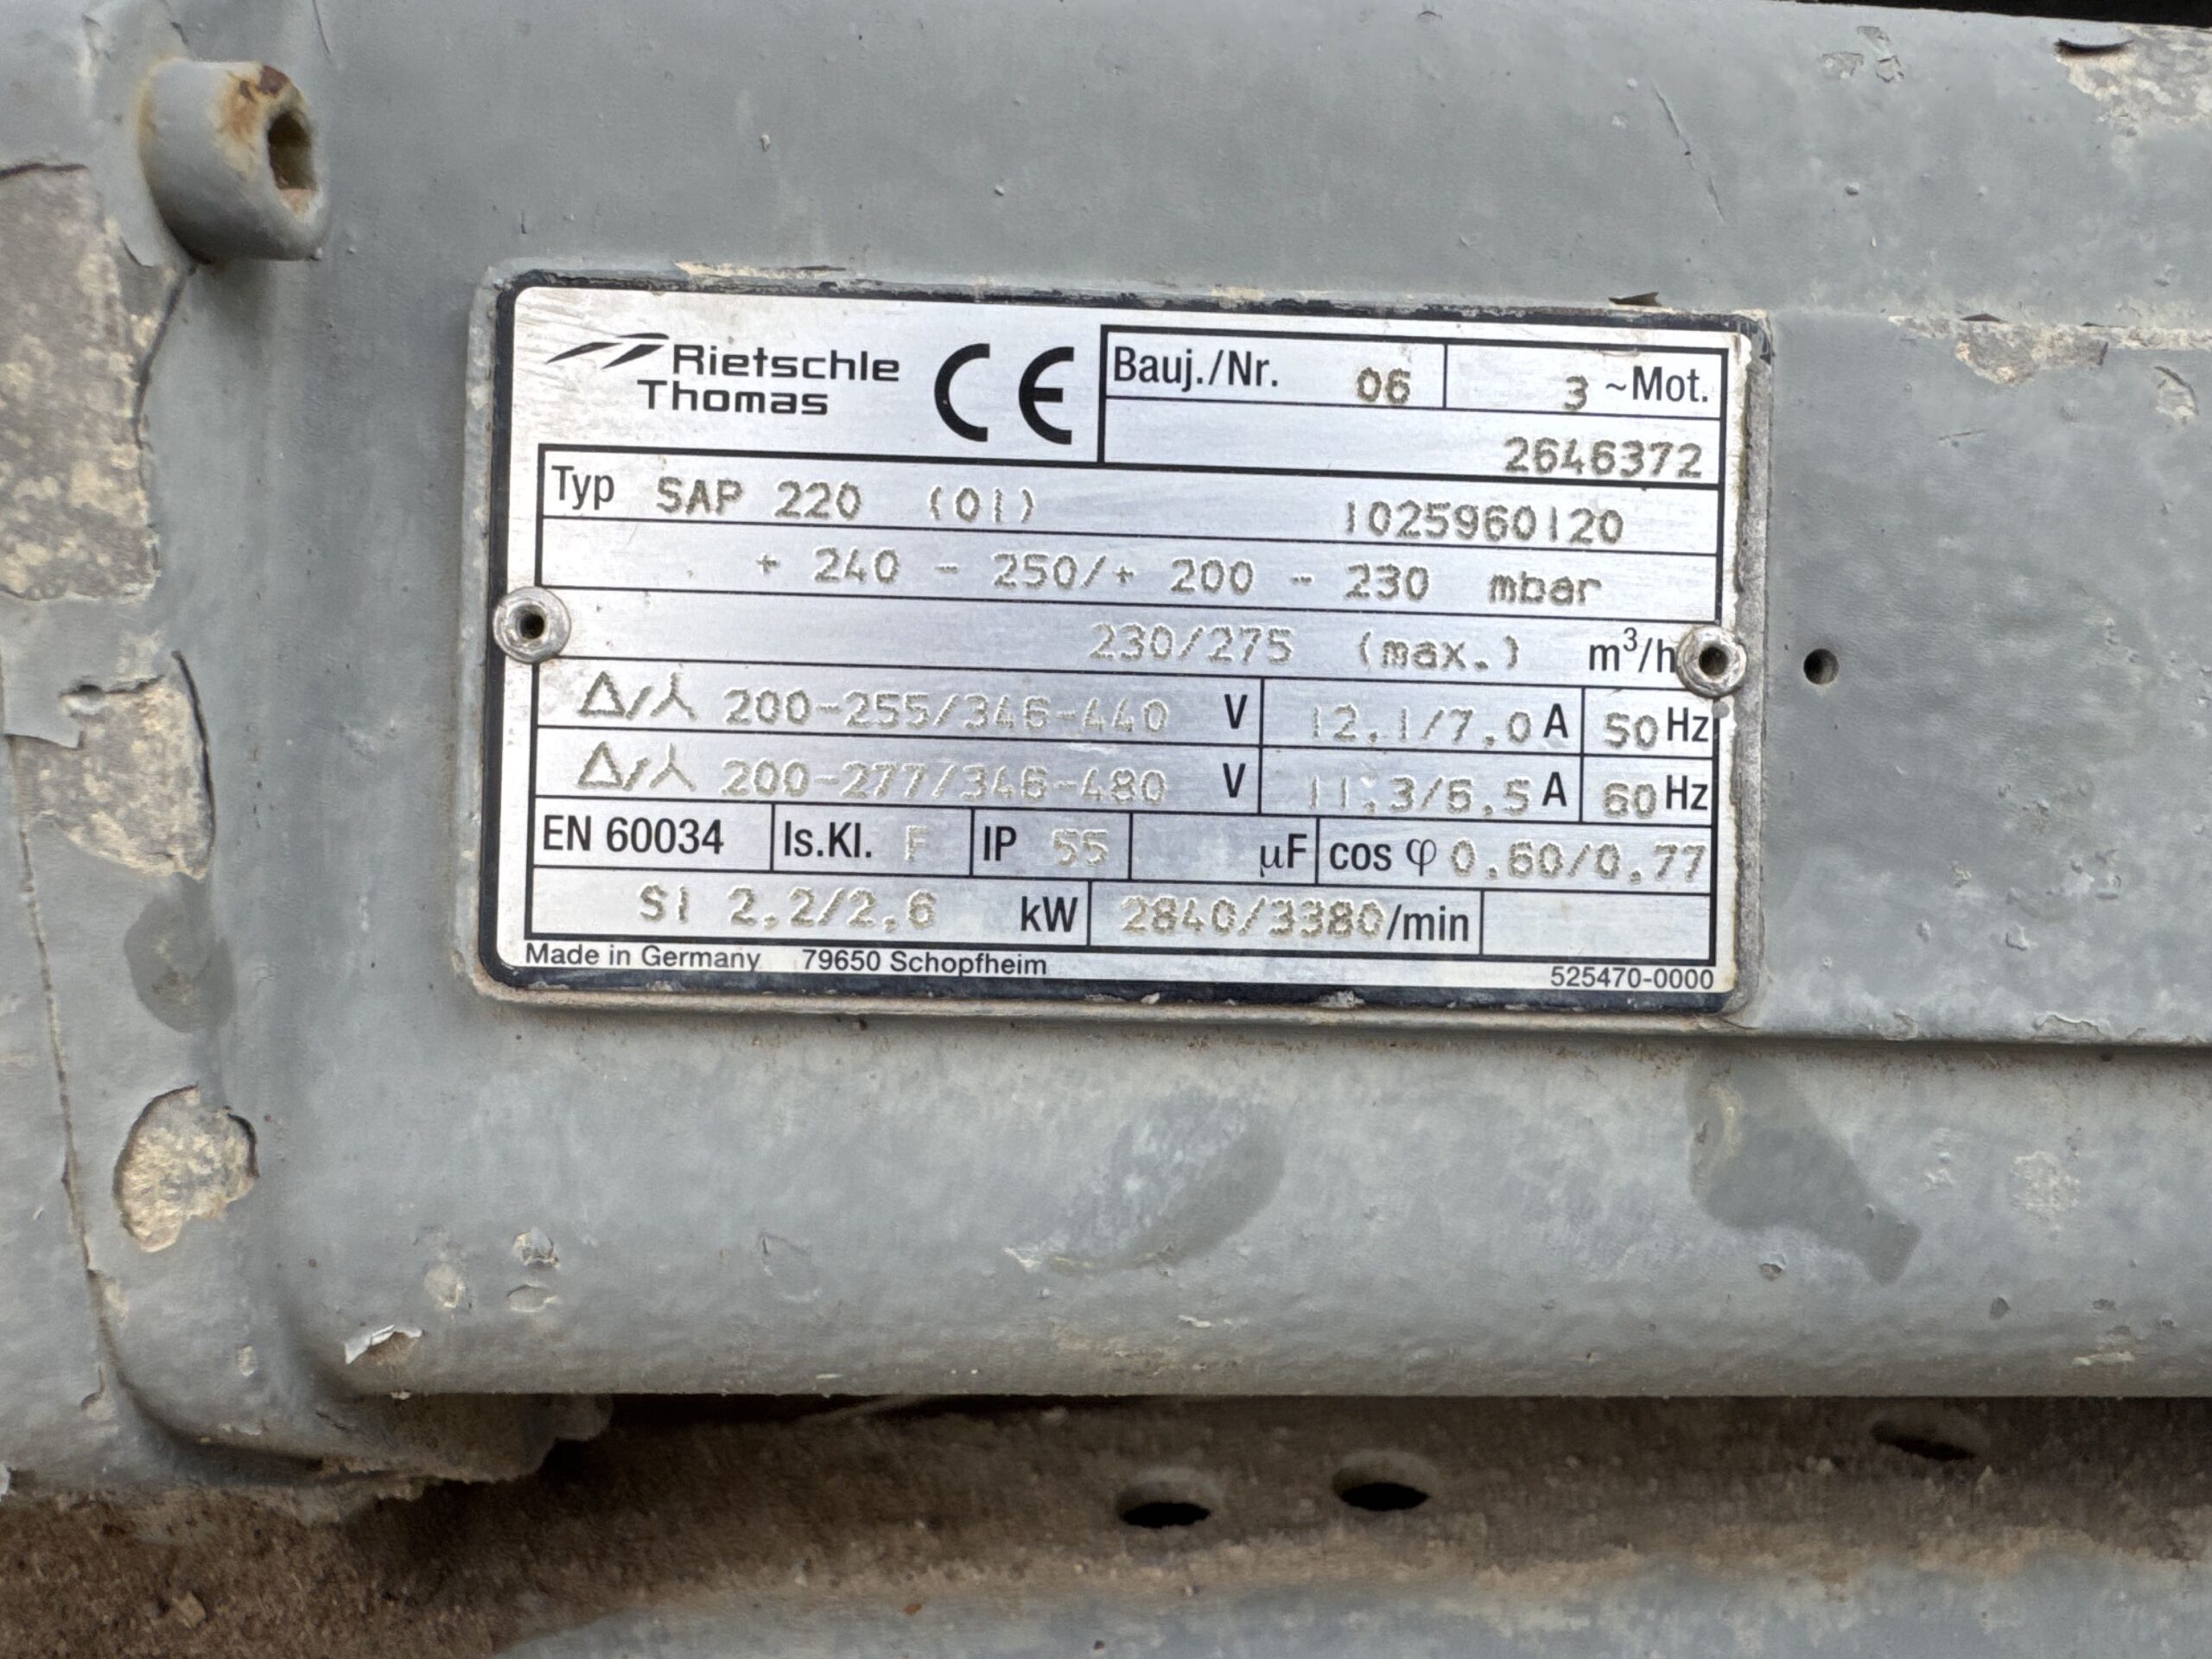 Rietschle
Thomas
CE
Bauj./Nr. 06 3 ~Mot.
2646372
Typ SAP 220 (01) 1025960120
+ 240 - 250/+ 200 - 230 mbar
230/275 (max.) m³/h
Δ/⅄ 200-255/346-440 V 12,1/7,0 A 50 Hz
Δ/⅄ 200-277/346-480 V 11,3/6,5 A 60 Hz
EN 60034 Is.Kl. F IP 55 µF cos φ 0,60/0,77
S1 2,2/2,6 kW 2840/3380/min
Made in Germany 79650 Schopfheim 525470-0000